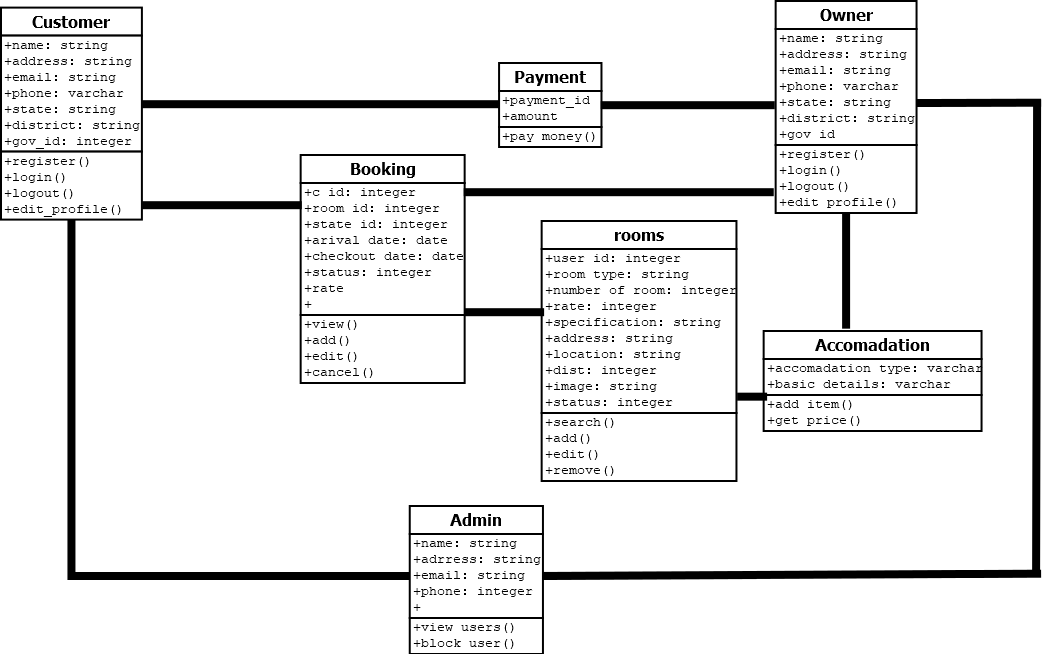 Customer
+name: string
+address: string
+email: string
+phone: varchar
+state: string
+district: string
+gov_id: integer
+register()
+login()
+logout()
+edit_profile()
Payment
+payment_id
+amount
+pay money()
Owner
+name: string
+address: string
+email: string
+phone: varchar
+state: string
+district: string
+gov id
+register()
+login()
+logout()
+edit profile()
Booking
+c id: integer
+room id: integer
+state id: integer
+arival date: date
+checkout date: date
+status: integer
+rate
+
+view()
+add()
+edit()
+cancel()
rooms
+user id: integer
+room type: string
+number of room: integer
+rate: integer
+specification: string
+address: string
+location: string
+dist: integer
+image: string
+status: integer
+search()
+add()
+edit()
+remove()
Accomadation
+accomadation type: varchar
+basic details: varchar
+add item()
+get price()
Admin
+name: string
+adrress: string
+email: string
+phone: integer
+
+view users()
+block user()